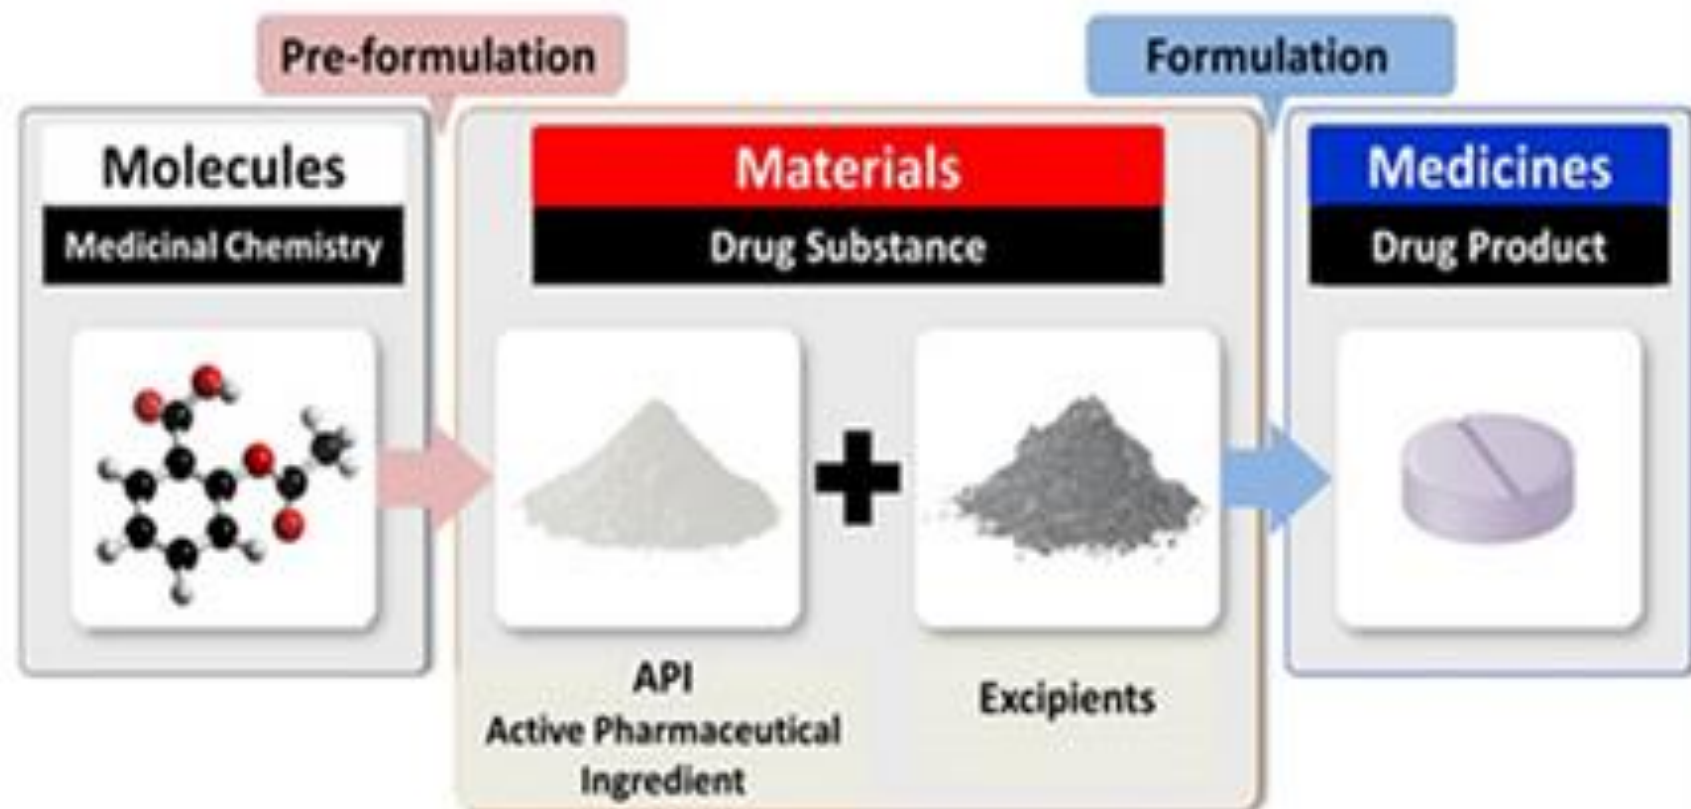 Pre-formulation
Formulation
Molecules
Medicinal Chemistry
Materials
Drug Substance
Medicines
Drug Product
API
Active Pharmaceutical
Ingredient
Excipients